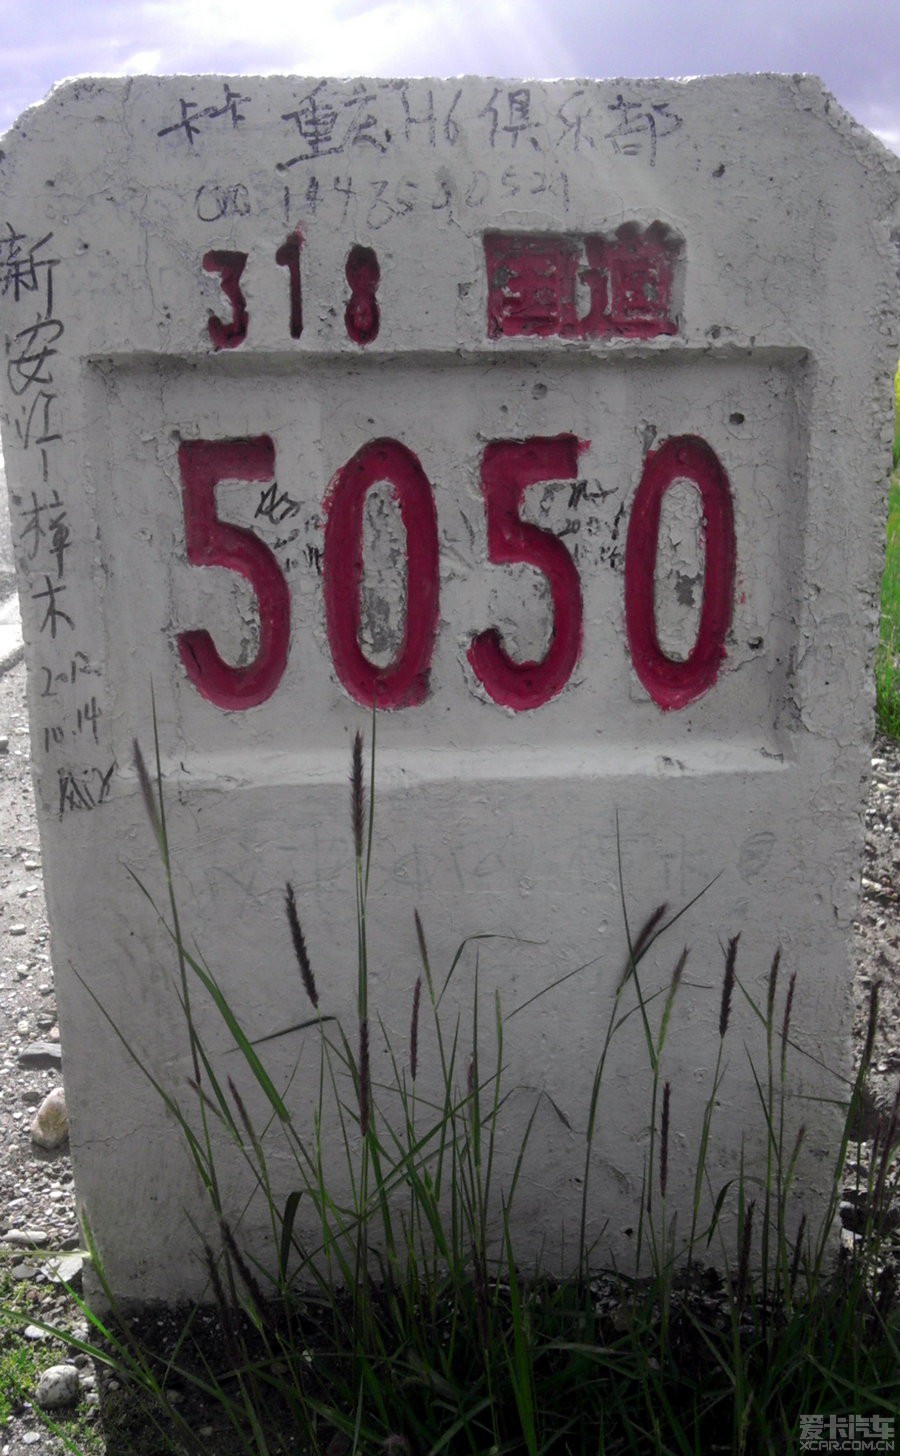 卡卡 重庆H6俱乐部
318 国道
5050
新安江-樟木
2012
10.14
爱卡汽车
XCAR.COM.CN